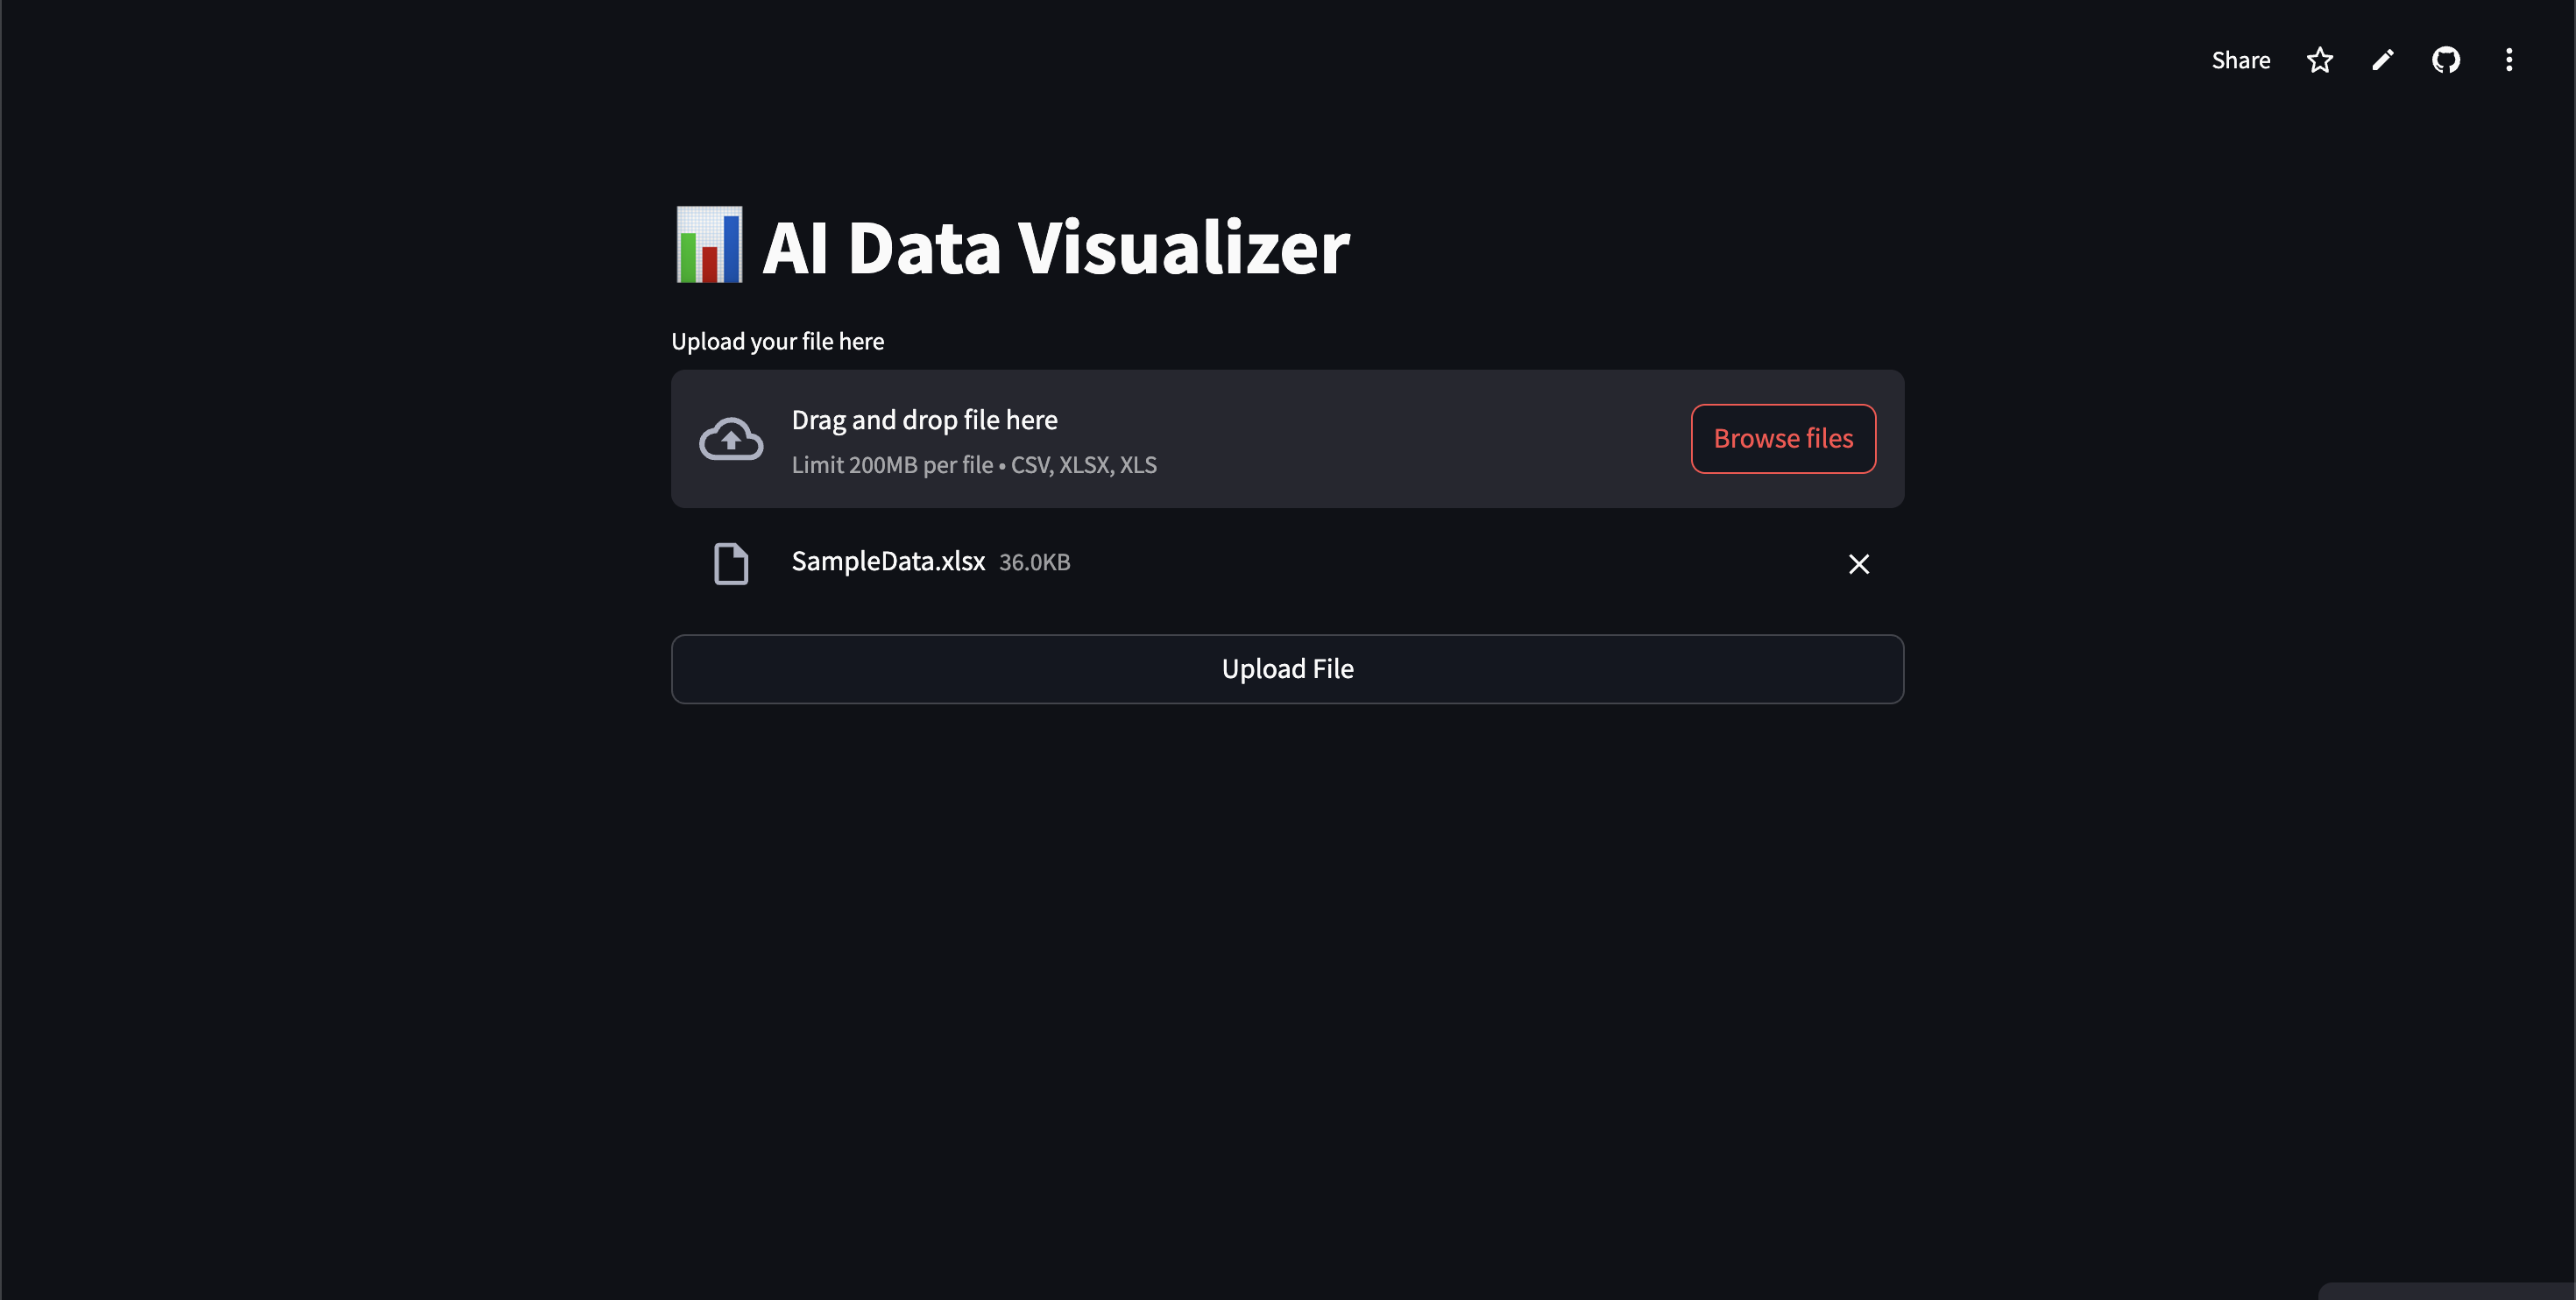 Share
AI Data Visualizer
Upload your file here
Drag and drop file here
Limit 200MB per file • CSV, XLSX, XLS
Browse files
SampleData.xlsx 36.0KB
Upload File